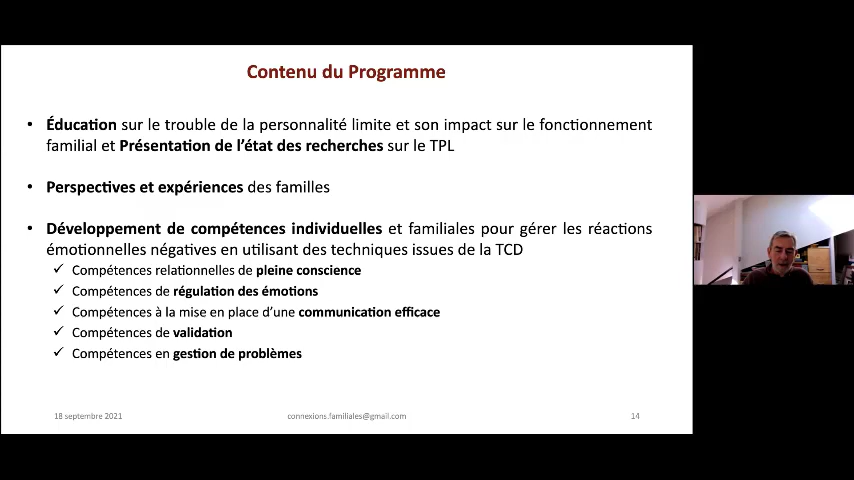 Contenu du Programme
• Éducation sur le trouble de la personnalité limite et son impact sur le fonctionnement
familial et Présentation de l'état des recherches sur le TPL
• Perspectives et expériences des familles
• Développement de compétences individuelles et familiales pour gérer les réactions
émotionnelles négatives en utilisant des techniques issues de la TCD
✓ Compétences relationnelles de pleine conscience
✓ Compétences de régulation des émotions
✓ Compétences à la mise en place d'une communication efficace
✓ Compétences de validation
✓ Compétences en gestion de problèmes
18 septembre 2021
connexions.familiales@gmail.com
14